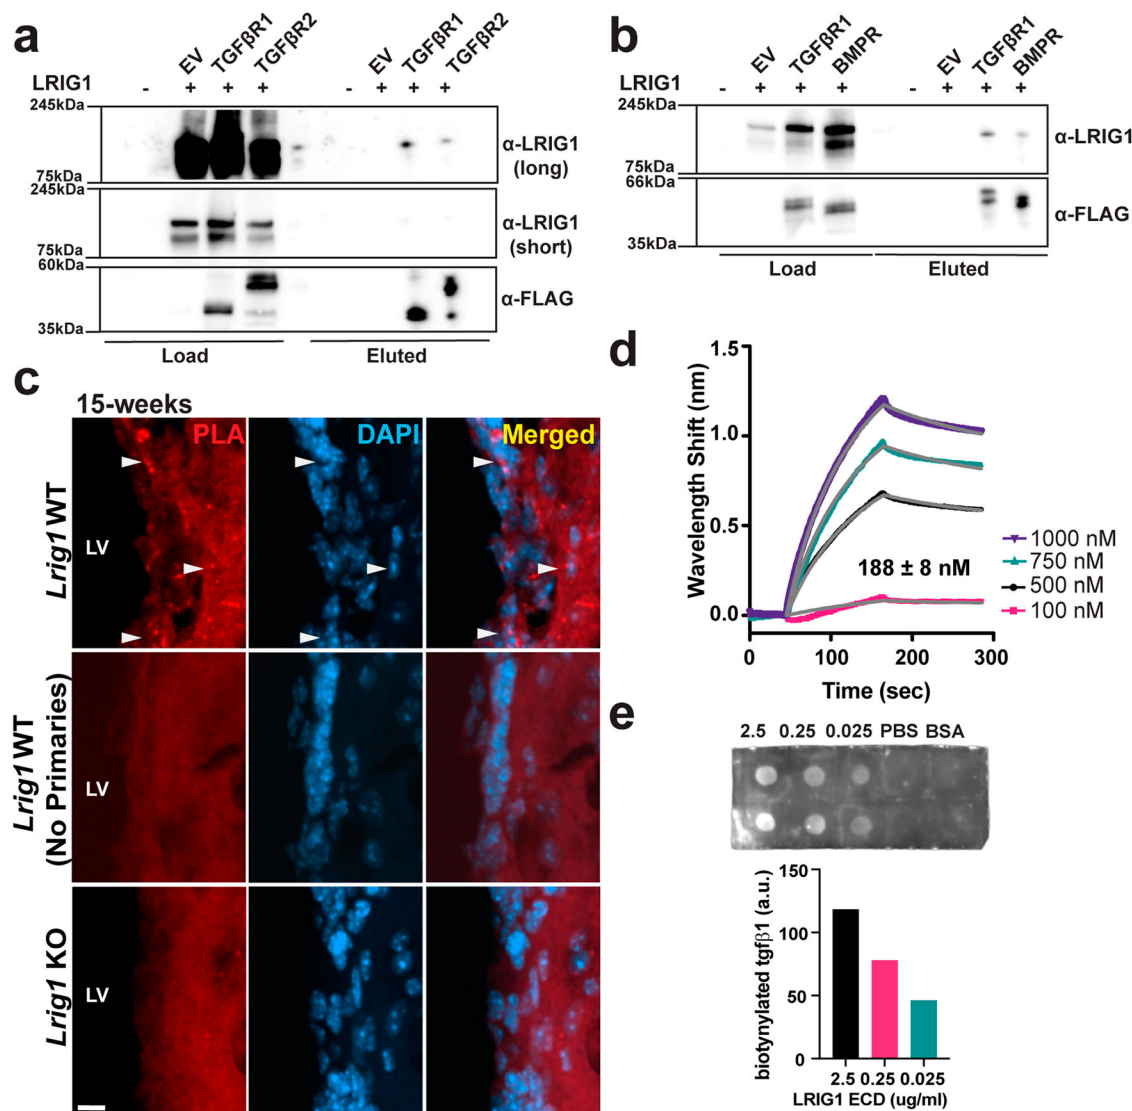 a
EV TGFβR1 TGFβR2 EV TGFβR1 TGFβR2
LRIG1 - + + + - + + +
245kDa
α-LRIG1
(long)
75kDa
245kDa
α-LRIG1
(short)
75kDa
60kDa
α-FLAG
35kDa
Load Eluted
b
EV TGFβR1 BMPR EV TGFβR1 BMPR
LRIG1 - + + + - + + +
245kDa
α-LRIG1
75kDa
66kDa
α-FLAG
35kDa
Load Eluted
c
15-weeks
PLA DAPI Merged
Lrig1 WT
LV
Lrig1 WT
(No Primaries)
LV
Lrig1 KO
LV
d
Wavelength Shift (nm)
1.5
1.0
0.5
0.0
188 ± 8 nM
1000 nM
750 nM
500 nM
100 nM
0 100 200 300
Time (sec)
e
2.5 0.25 0.025 PBS BSA
biotynylated tgfβ1 (a.u.)
150
100
50
0
2.5 0.25 0.025
LRIG1 ECD (ug/ml)